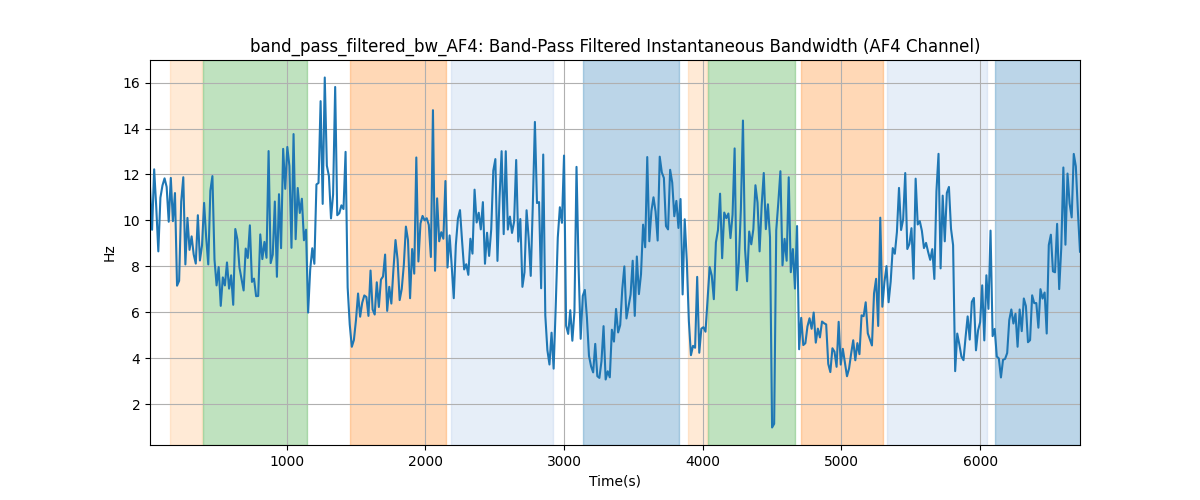 band_pass_filtered_bw_AF4: Band-Pass Filtered Instantaneous Bandwidth (AF4 Channel)
16
14
12
10
8
6
4
2
Hz
1000 2000 3000 4000 5000 6000
Time(s)